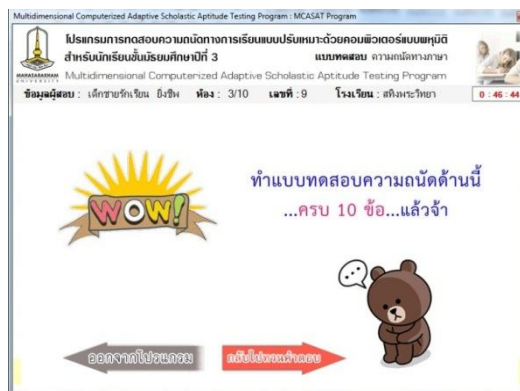 Multidimensional Computerized Adaptive Scholastic Aptitude Testing Program : MCASAT Program
โปรแกรมการทดสอบความถนัดทางการเรียนแบบปรับเหมาะด้วยคอมพิวเตอร์แบบพหุมิติ
สำหรับนักเรียนชั้นมัธยมศึกษาปีที่ 3 แบบทดสอบ ความถนัดทางภาษา
MAHASARAKHAM UNIVERSITY
Multidimensional Computerized Adaptive Scholastic Aptitude Testing Program
ข้อมูลผู้สอบ : เด็กชายรักเรียน ยิ่งชีพ ห้อง : 3/10 เลขที่ : 9 โรงเรียน : สทิงพระวิทยา 0 : 46 : 44
WOW!
ทำแบบทดสอบความถนัดด้านนี้
...ครบ 10 ข้อ...แล้วจ้า
ออกจากโปรแกรม
กลับไปทวนคำตอบ